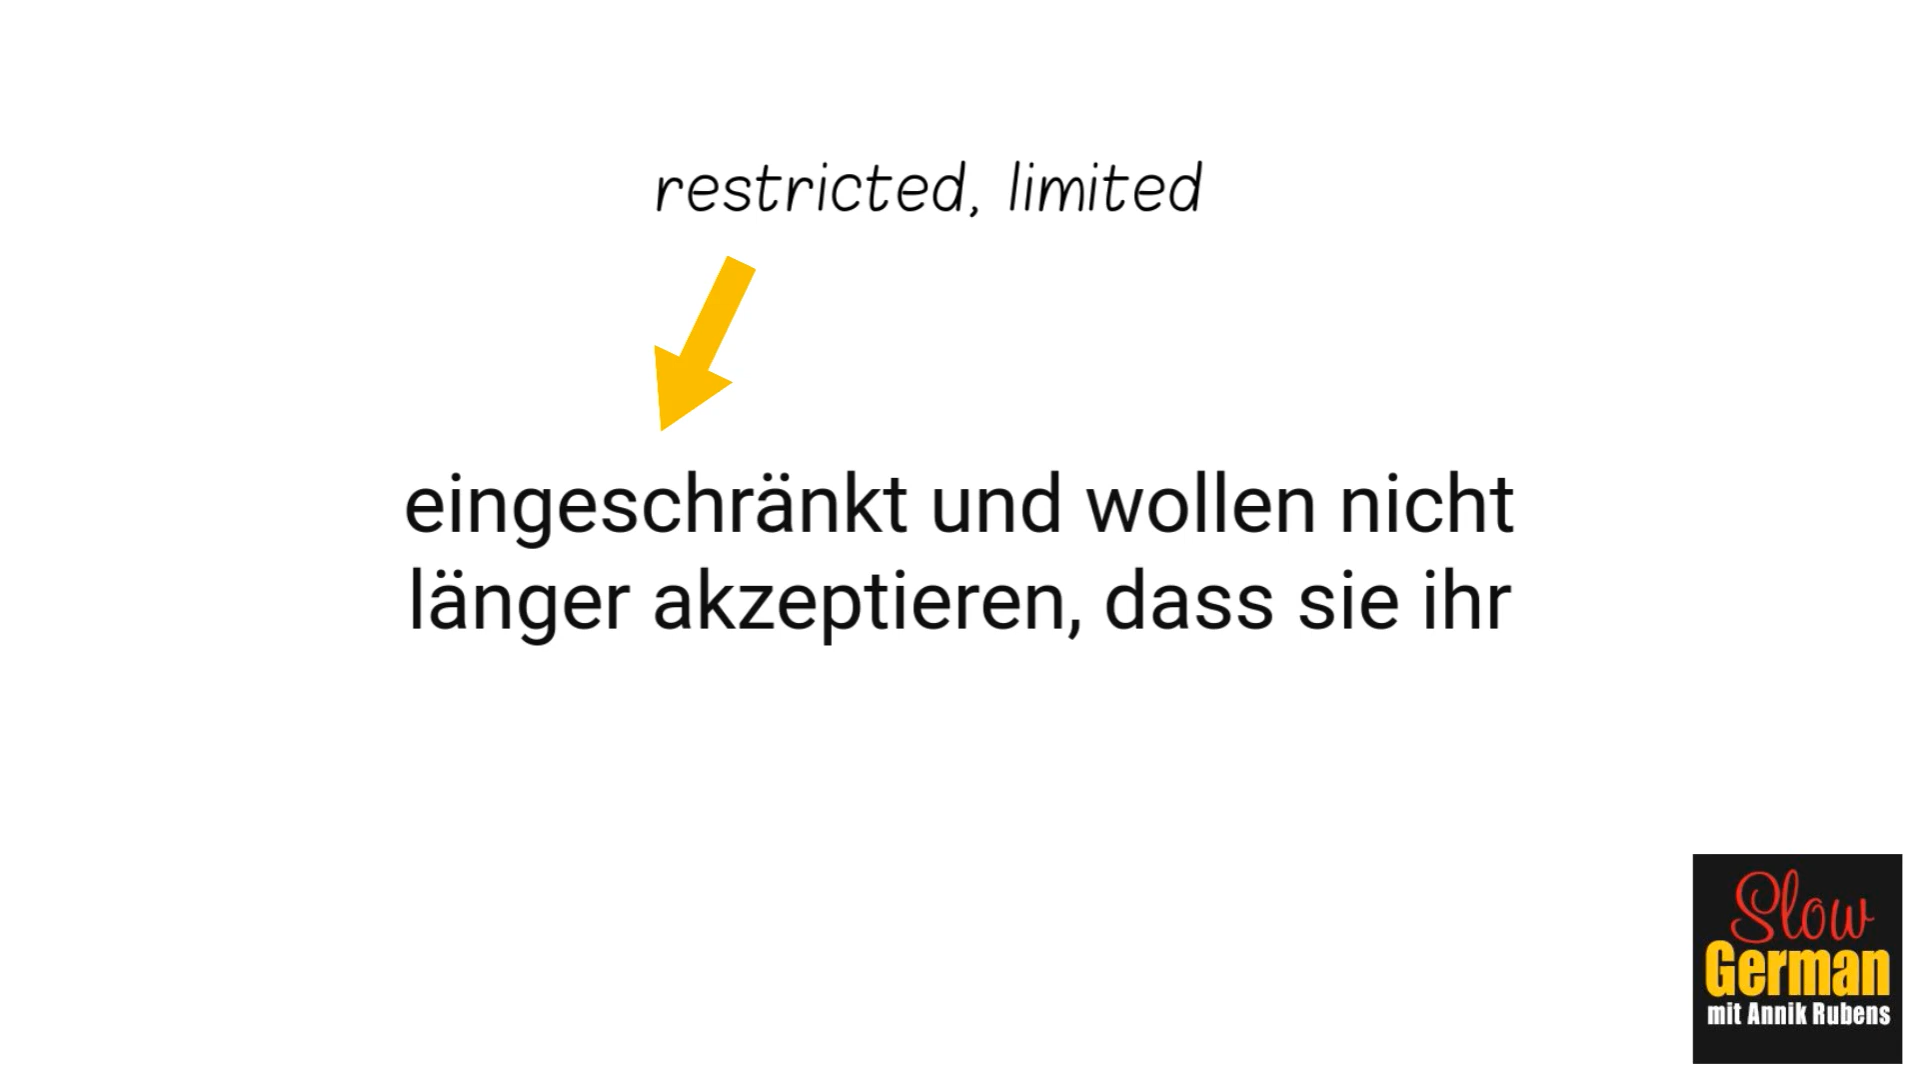 restricted, limited
eingeschränkt und wollen nicht
länger akzeptieren, dass sie ihr
Slow
German
mit Annik Rubens